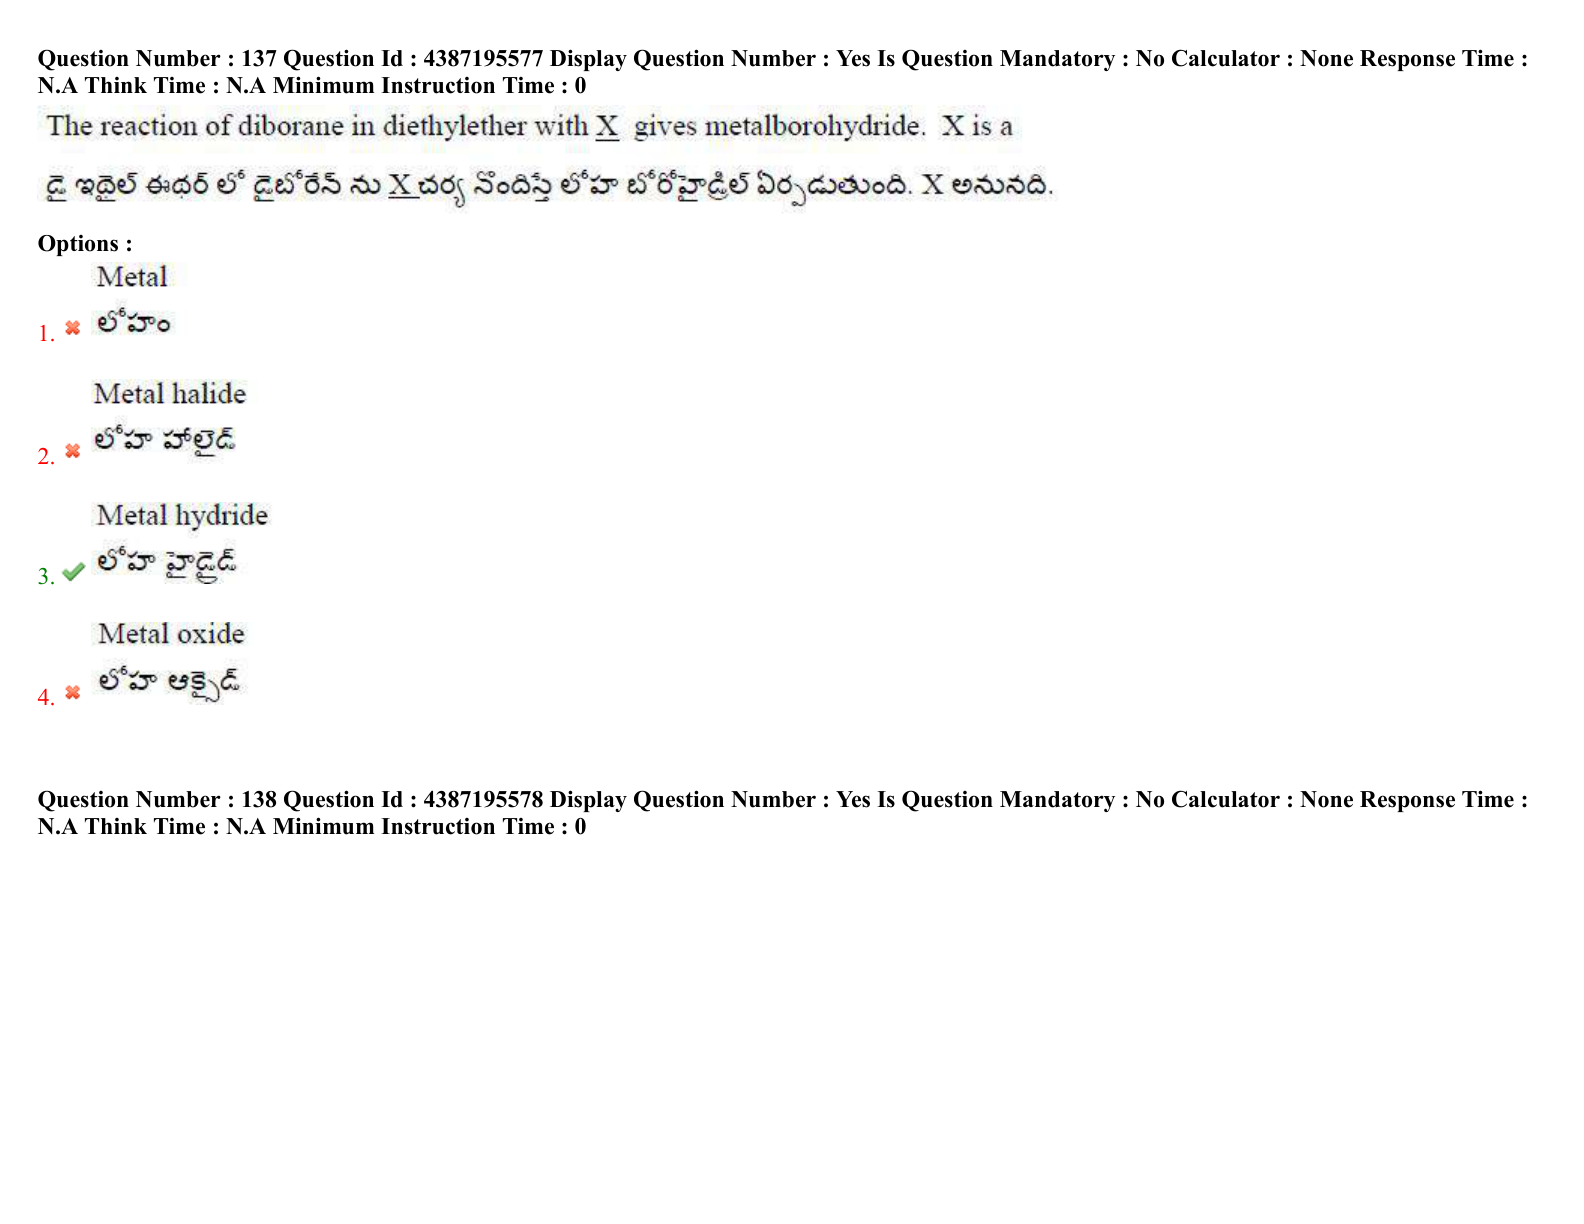 Question Number : 137 Question Id : 4387195577 Display Question Number : Yes Is Question Mandatory : No Calculator : None Response Time :
N.A Think Time : N.A Minimum Instruction Time : 0
The reaction of diborane in diethylether with X gives metalborohydride. X is a
డై ఇథైల్ ఈథర్ లో డైబోరేన్ ను X చర్య నొందిస్తే లోహ బోరోహైడ్రిల్ ఏర్పడుతుంది. X అనునది.
Options :
Metal
1. లోహం
Metal halide
2. లోహ హాలైడ్
Metal hydride
3. లోహ హైడ్రైడ్
Metal oxide
4. లోహ ఆక్సైడ్
Question Number : 138 Question Id : 4387195578 Display Question Number : Yes Is Question Mandatory : No Calculator : None Response Time :
N.A Think Time : N.A Minimum Instruction Time : 0